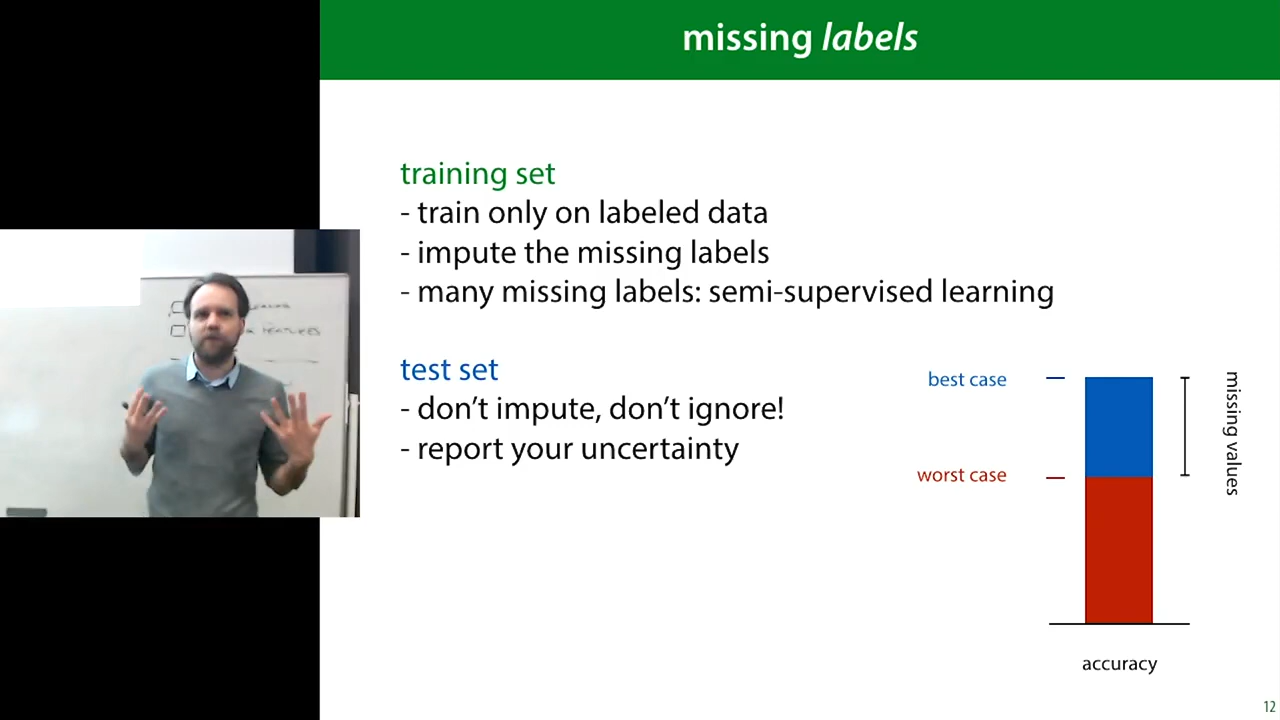 missing labels
training set
- train only on labeled data
- impute the missing labels
- many missing labels: semi-supervised learning
test set
- don't impute, don't ignore!
- report your uncertainty
best case
worst case
missing values
accuracy
12
FEATURES